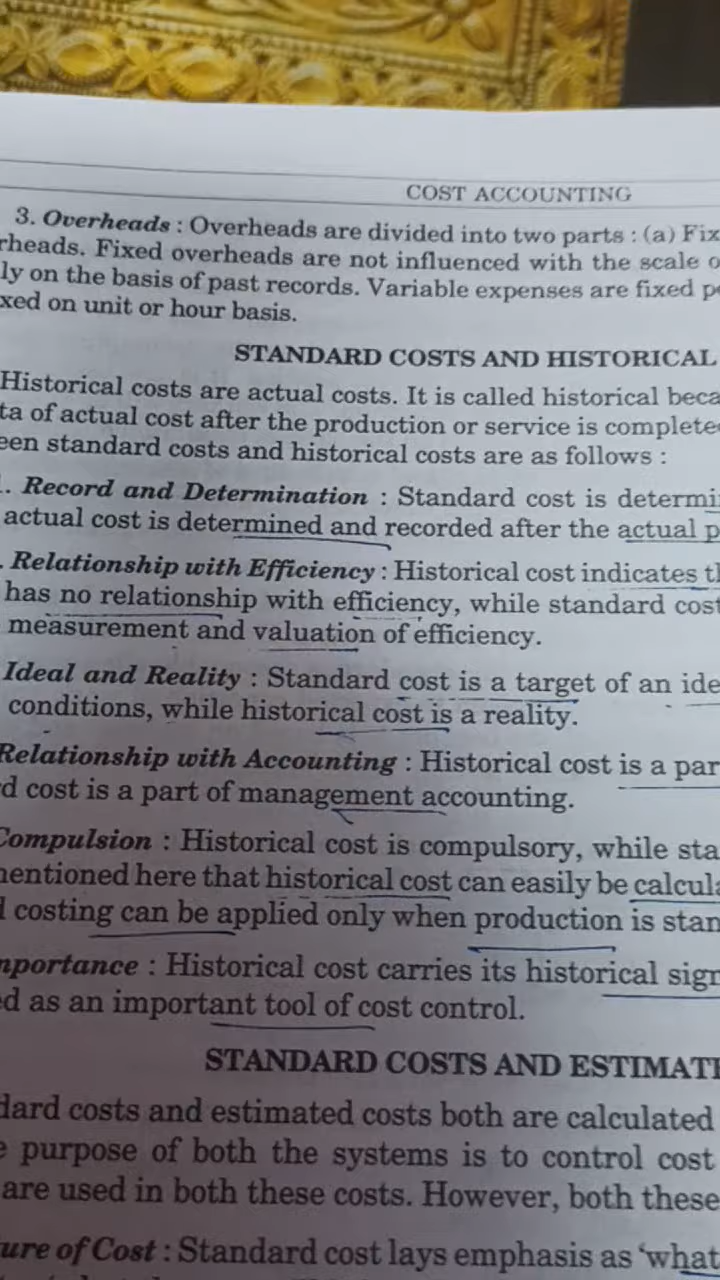 COST ACCOUNTING
3. Overheads : Overheads are divided into two parts : (a) Fix
rheads. Fixed overheads are not influenced with the scale o
ly on the basis of past records. Variable expenses are fixed p
xed on unit or hour basis.
STANDARD COSTS AND HISTORICAL
Historical costs are actual costs. It is called historical beca
ta of actual cost after the production or service is complete
een standard costs and historical costs are as follows :
. Record and Determination : Standard cost is determi
actual cost is determined and recorded after the actual p
. Relationship with Efficiency : Historical cost indicates th
has no relationship with efficiency, while standard cost
measurement and valuation of efficiency.
Ideal and Reality : Standard cost is a target of an ide
conditions, while historical cost is a reality.
Relationship with Accounting : Historical cost is a par
d cost is a part of management accounting.
Compulsion : Historical cost is compulsory, while sta
mentioned here that historical cost can easily be calcula
d costing can be applied only when production is stan
mportance : Historical cost carries its historical sign
ed as an important tool of cost control.
STANDARD COSTS AND ESTIMATE
dard costs and estimated costs both are calculated
e purpose of both the systems is to control cost
are used in both these costs. However, both these
ure of Cost : Standard cost lays emphasis as 'what